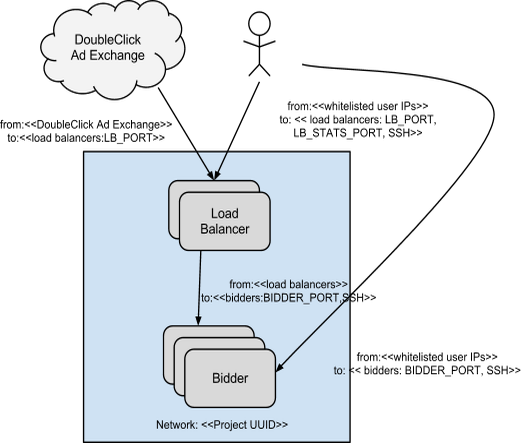 DoubleClick
Ad Exchange
from:<<DoubleClick Ad Exchange>>
to:<<load balancers:LB_PORT>>
from:<<whitelisted user IPs>>
to: << load balancers: LB_PORT,
LB_STATS_PORT, SSH>>
Load
Balancer
from:<<load balancers>>
to:<<bidders:BIDDER_PORT,SSH>>
from:<<whitelisted user IPs>>
to: << bidders: BIDDER_PORT, SSH>>
Bidder
Network: <<Project UUID>>